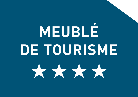 MEUBLÉ
DE TOURISME
★★★★